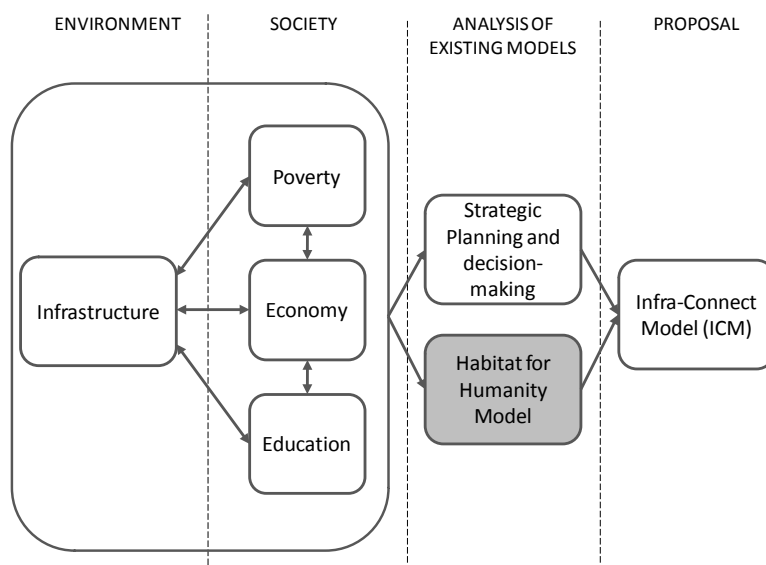 ENVIRONMENT
SOCIETY
ANALYSIS OF
EXISTING MODELS
PROPOSAL
Poverty
Infrastructure
Economy
Education
Strategic
Planning and
decision-
making
Habitat for
Humanity
Model
Infra-Connect
Model (ICM)